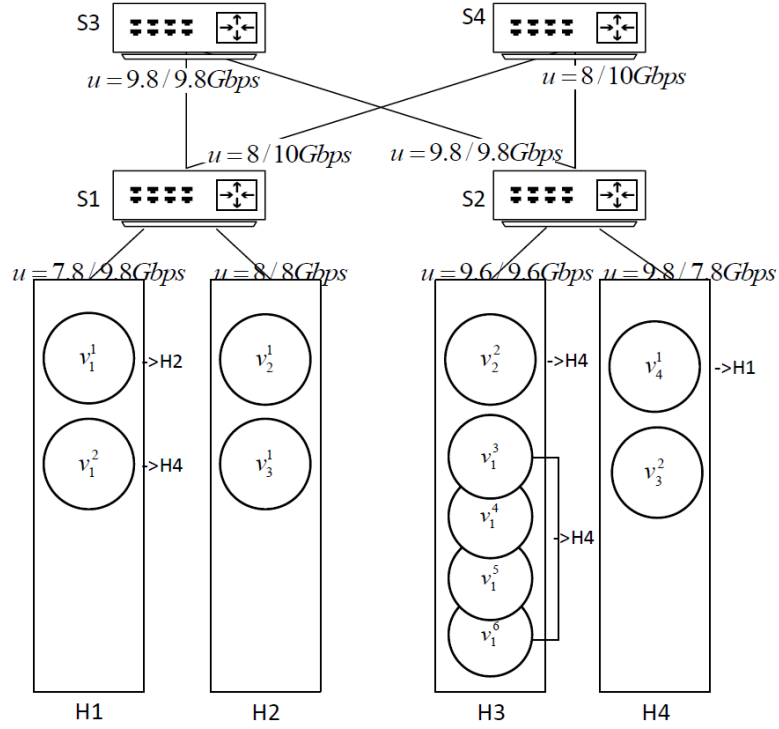 S3
S4
u = 9.8 / 9.8Gbps
u = 8 / 10Gbps
u = 8 / 10Gbps
u = 9.8 / 9.8Gbps
S1
S2
u = 7.8 / 9.8Gbps
u = 8 / 8Gbps
u = 9.6 / 9.6Gbps
u = 9.8 / 7.8Gbps
v₁¹
->H2
v₂¹
v₂²
->H4
v₄¹
->H1
v₁²
->H4
v₃¹
v₁³
v₃²
v₁⁴
->H4
v₁⁵
v₁⁶
H1
H2
H3
H4